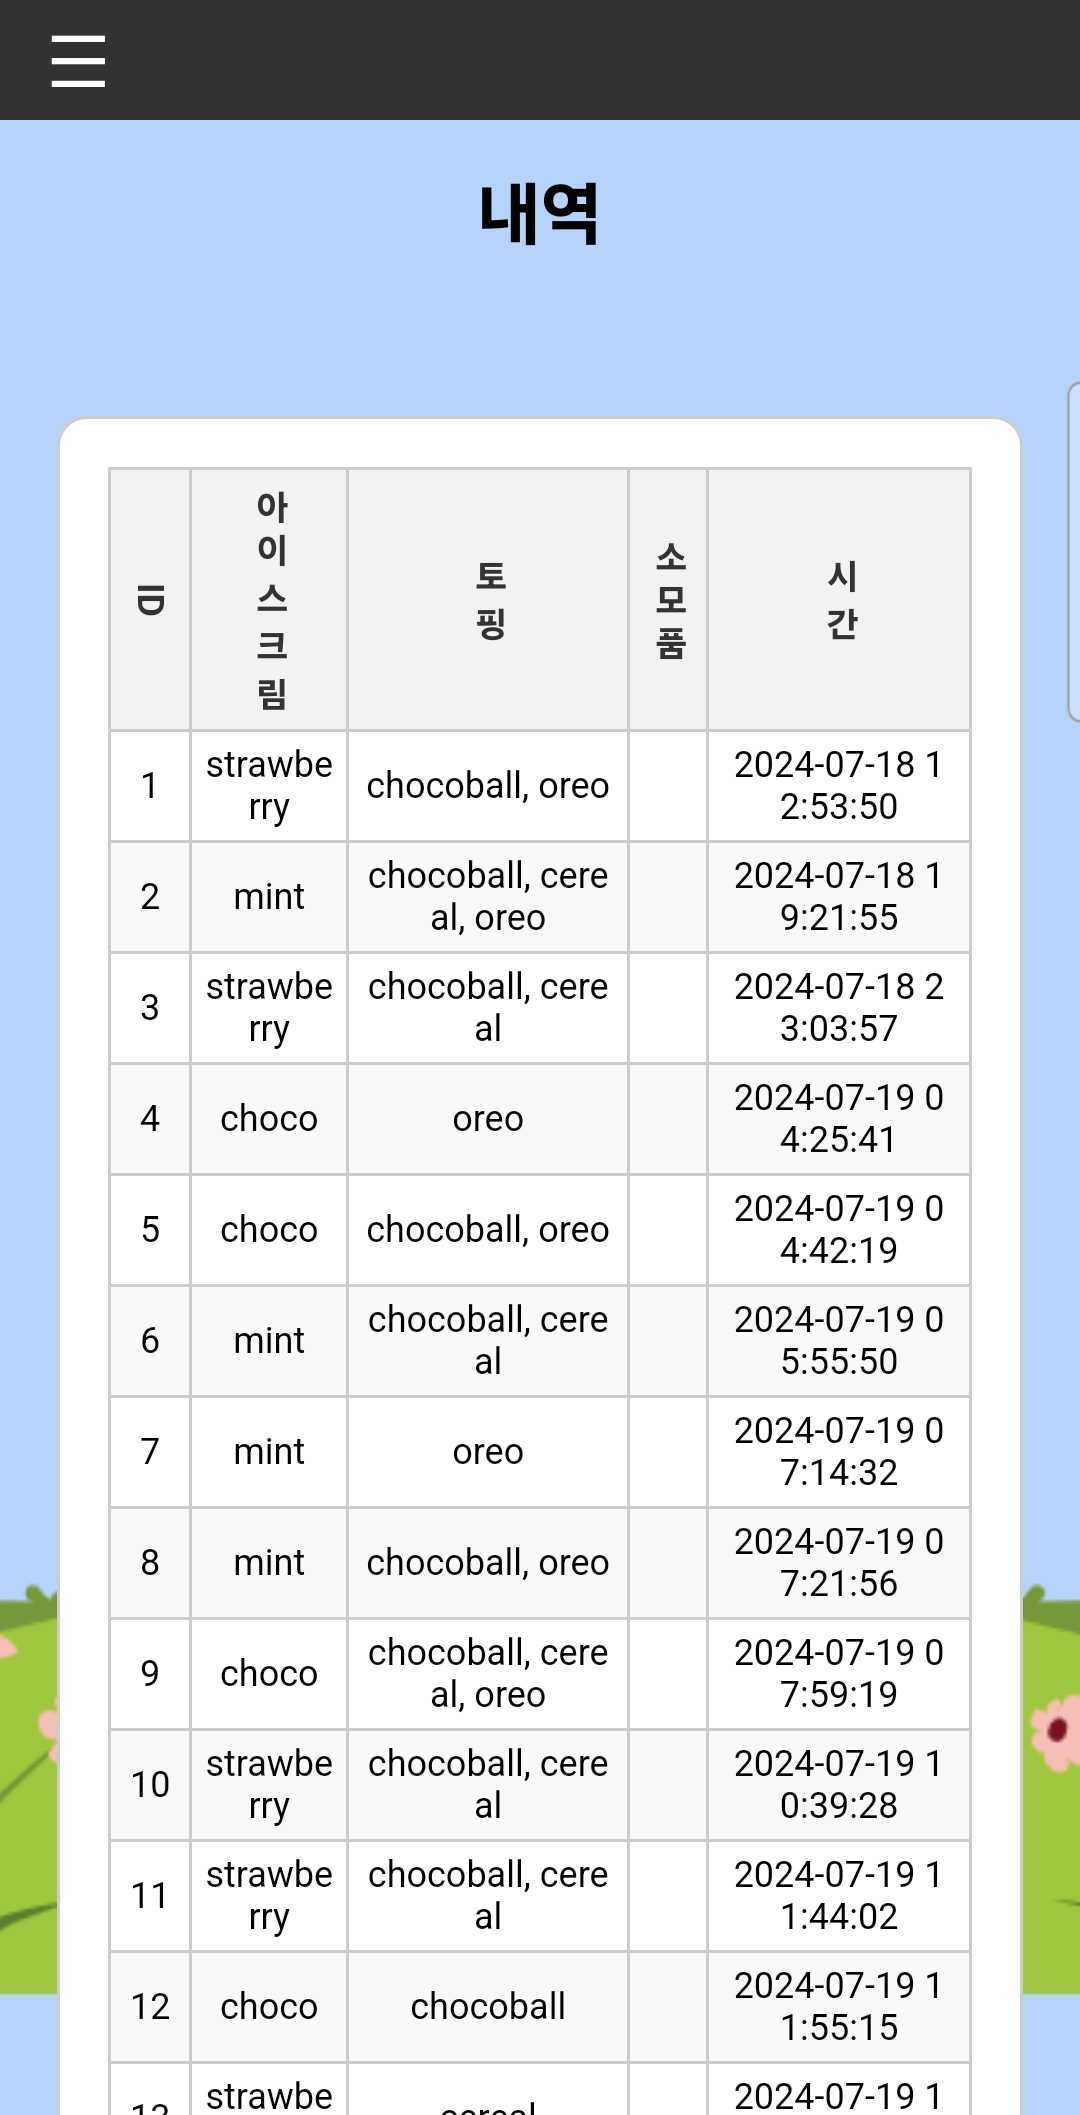 내역
ID 아이스크림 토핑 소모품 시간
1 strawberry chocoball, oreo 2024-07-18 12:53:50
2 mint chocoball, cereal, oreo 2024-07-18 19:21:55
3 strawberry chocoball, cereal 2024-07-18 23:03:57
4 choco oreo 2024-07-19 04:25:41
5 choco chocoball, oreo 2024-07-19 04:42:19
6 mint chocoball, cereal 2024-07-19 05:55:50
7 mint oreo 2024-07-19 07:14:32
8 mint chocoball, oreo 2024-07-19 07:21:56
9 choco chocoball, cereal, oreo 2024-07-19 07:59:19
10 strawberry chocoball, cereal 2024-07-19 10:39:28
11 strawberry chocoball, cereal 2024-07-19 11:44:02
12 choco chocoball 2024-07-19 11:55:15
13 strawbe cereal 2024-07-19 1